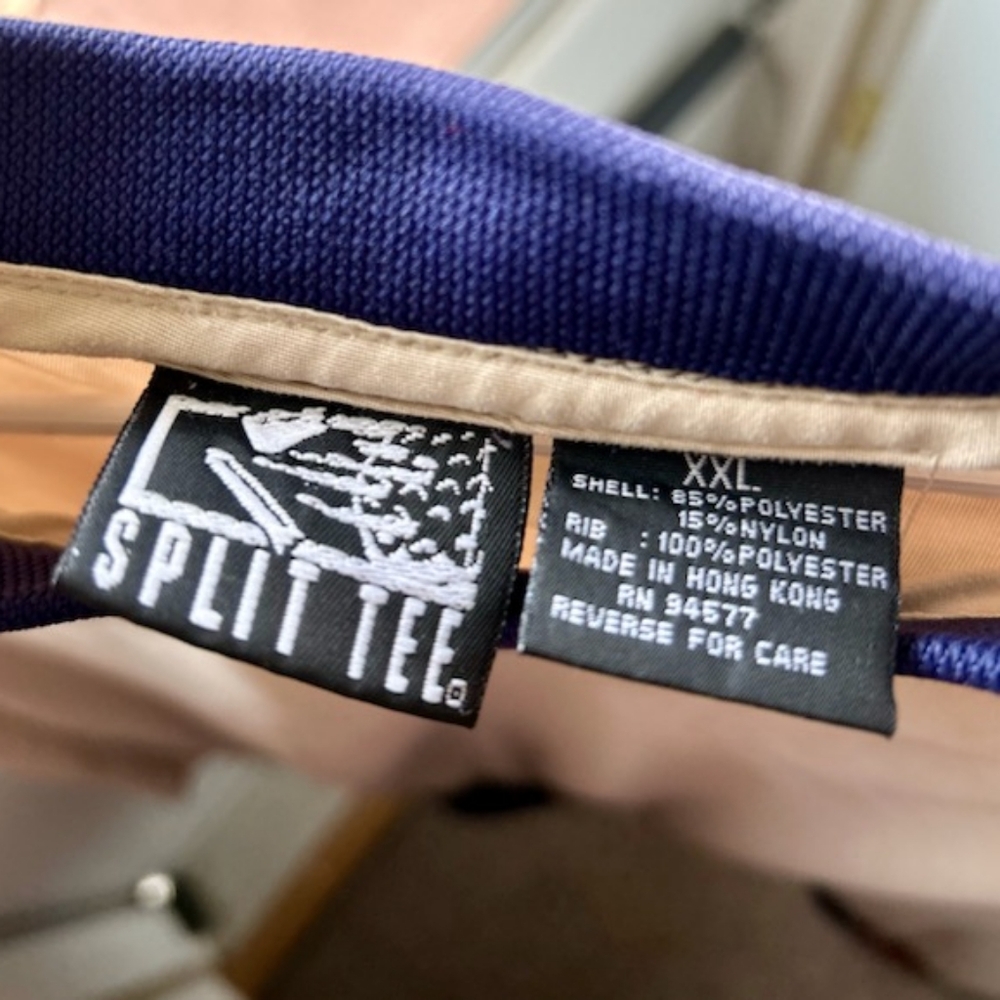 SPLIT TEE®
XXL
SHELL: 85%POLYESTER
15%NYLON
RIB : 100%POLYESTER
MADE IN HONG KONG
RN 94577
REVERSE FOR CARE